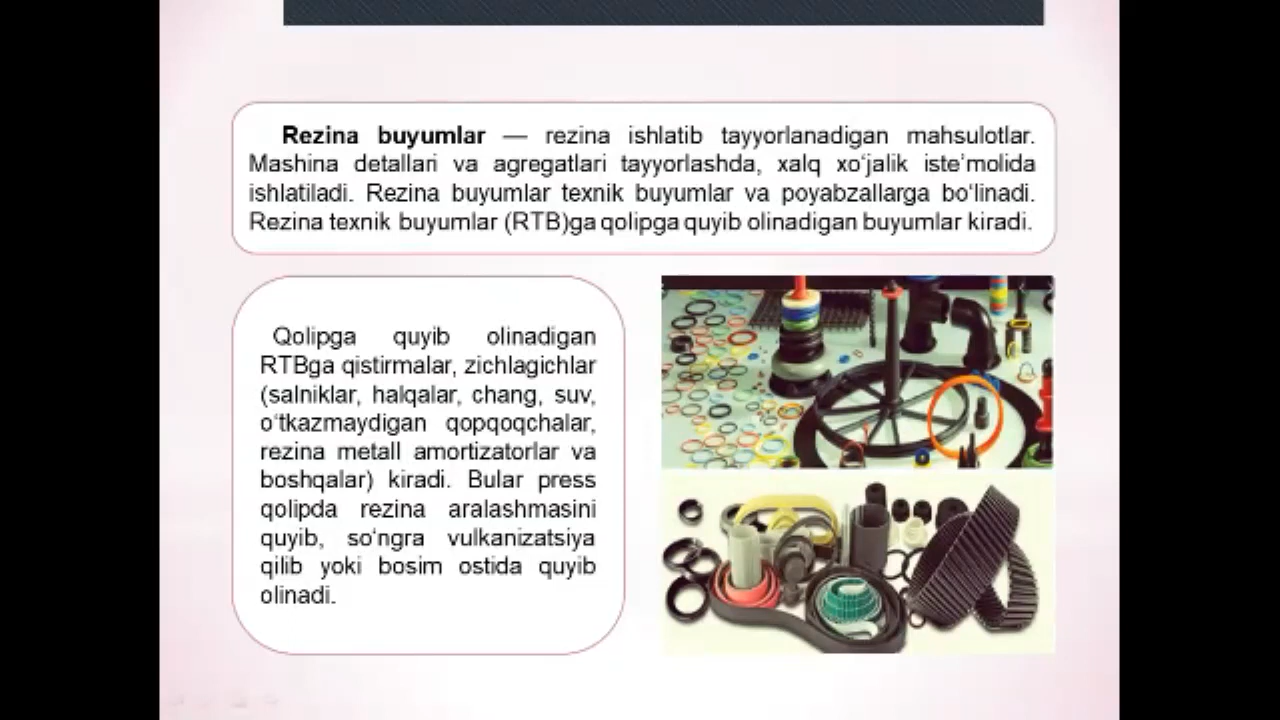 Rezina buyumlar — rezina ishlatib tayyorlanadigan mahsulotlar.
Mashina detallari va agregatlari tayyorlashda, xalq xo‘jalik iste’molida
ishlatiladi. Rezina buyumlar texnik buyumlar va poyabzallarga bo‘linadi.
Rezina texnik buyumlar (RTB)ga qolipga quyib olinadigan buyumlar kiradi.
Qolipga quyib olinadigan
RTBga qistirmalar, zichlagichlar
(salniklar, halqalar, chang, suv,
o‘tkazmaydigan qopqoqchalar,
rezina metall amortizatorlar va
boshqalar) kiradi. Bular press
qolipda rezina aralashmasini
quyib, so‘ngra vulkanizatsiya
qilib yoki bosim ostida quyib
olinadi.